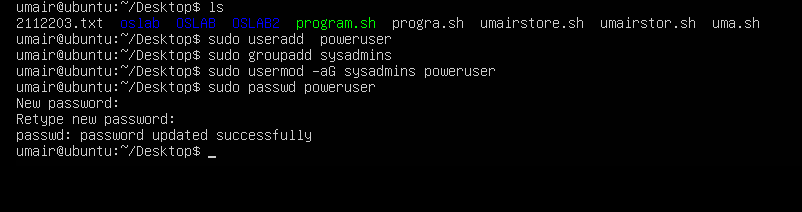 umair@ubuntu:~/Desktop$ ls
2112203.txt  oslab  OSLAB  OSLAB2  program.sh  progra.sh  umairstore.sh  umairstor.sh  uma.sh
umair@ubuntu:~/Desktop$ sudo useradd  poweruser
umair@ubuntu:~/Desktop$ sudo groupadd sysadmins
umair@ubuntu:~/Desktop$ sudo usermod -aG sysadmins poweruser
umair@ubuntu:~/Desktop$ sudo passwd poweruser
New password:
Retype new password:
passwd: password updated successfully
umair@ubuntu:~/Desktop$ _